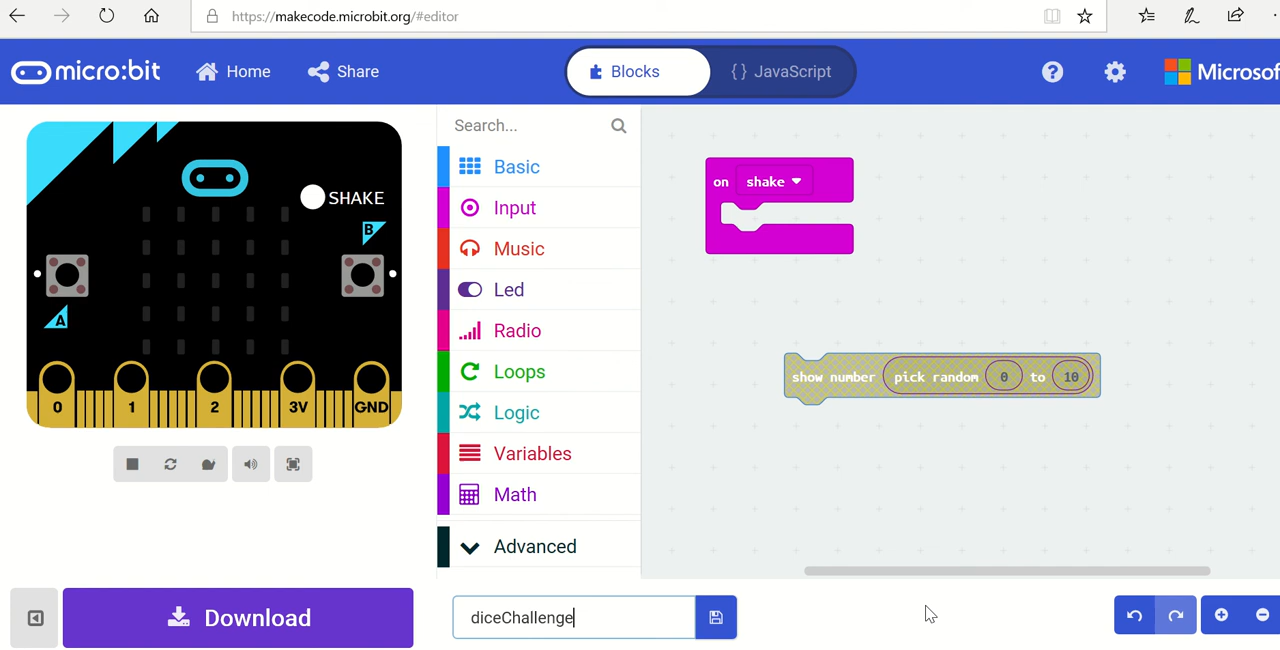 https://makecode.microbit.org/#editor
micro:bit
Home
Share
Blocks
{ } JavaScript
?
Microsof
SHAKE
B
A
0 1 2 3V GND
Download
Search...
Basic
Input
Music
Led
Radio
Loops
Logic
Variables
Math
Advanced
on shake
show number pick random 0 to 10
diceChallenge